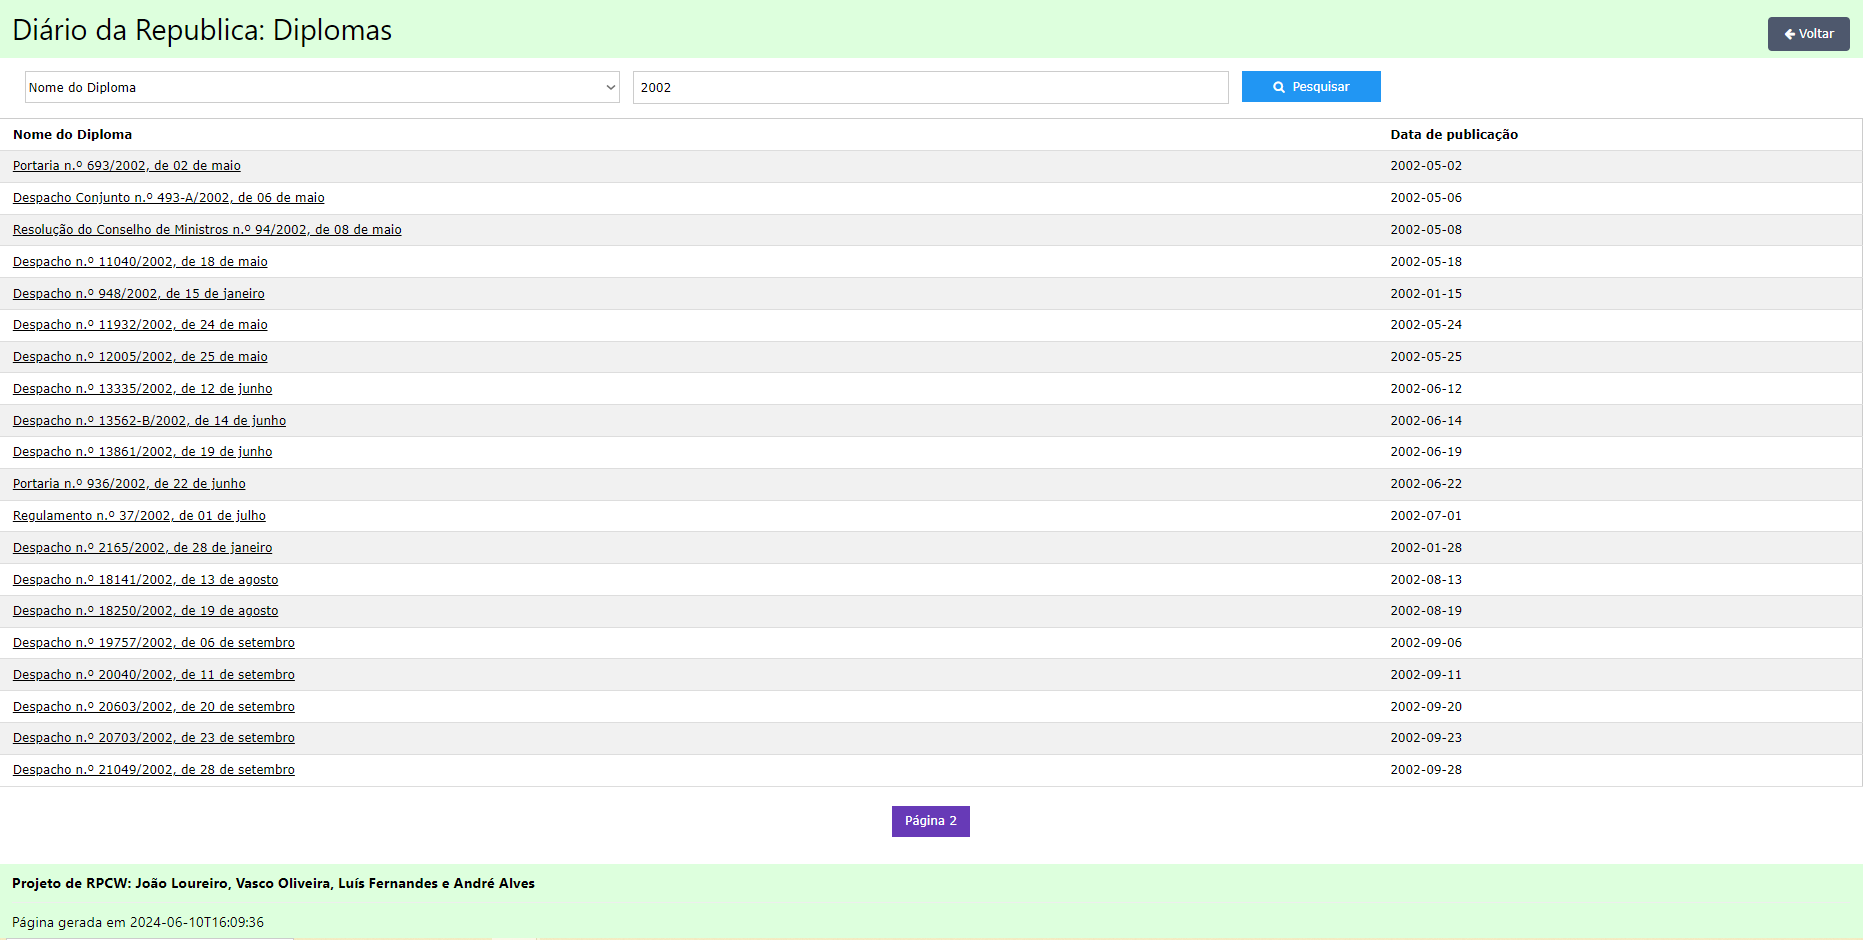 Diário da Republica: Diplomas
Voltar
Nome do Diploma 2002 Pesquisar
Nome do Diploma Data de publicação
Portaria n.º 693/2002, de 02 de maio 2002-05-02
Despacho Conjunto n.º 493-A/2002, de 06 de maio 2002-05-06
Resolução do Conselho de Ministros n.º 94/2002, de 08 de maio 2002-05-08
Despacho n.º 11040/2002, de 18 de maio 2002-05-18
Despacho n.º 948/2002, de 15 de janeiro 2002-01-15
Despacho n.º 11932/2002, de 24 de maio 2002-05-24
Despacho n.º 12005/2002, de 25 de maio 2002-05-25
Despacho n.º 13335/2002, de 12 de junho 2002-06-12
Despacho n.º 13562-B/2002, de 14 de junho 2002-06-14
Despacho n.º 13861/2002, de 19 de junho 2002-06-19
Portaria n.º 936/2002, de 22 de junho 2002-06-22
Regulamento n.º 37/2002, de 01 de julho 2002-07-01
Despacho n.º 2165/2002, de 28 de janeiro 2002-01-28
Despacho n.º 18141/2002, de 13 de agosto 2002-08-13
Despacho n.º 18250/2002, de 19 de agosto 2002-08-19
Despacho n.º 19757/2002, de 06 de setembro 2002-09-06
Despacho n.º 20040/2002, de 11 de setembro 2002-09-11
Despacho n.º 20603/2002, de 20 de setembro 2002-09-20
Despacho n.º 20703/2002, de 23 de setembro 2002-09-23
Despacho n.º 21049/2002, de 28 de setembro 2002-09-28
Página 2
Projeto de RPCW: João Loureiro, Vasco Oliveira, Luís Fernandes e André Alves
Página gerada em 2024-06-10T16:09:36